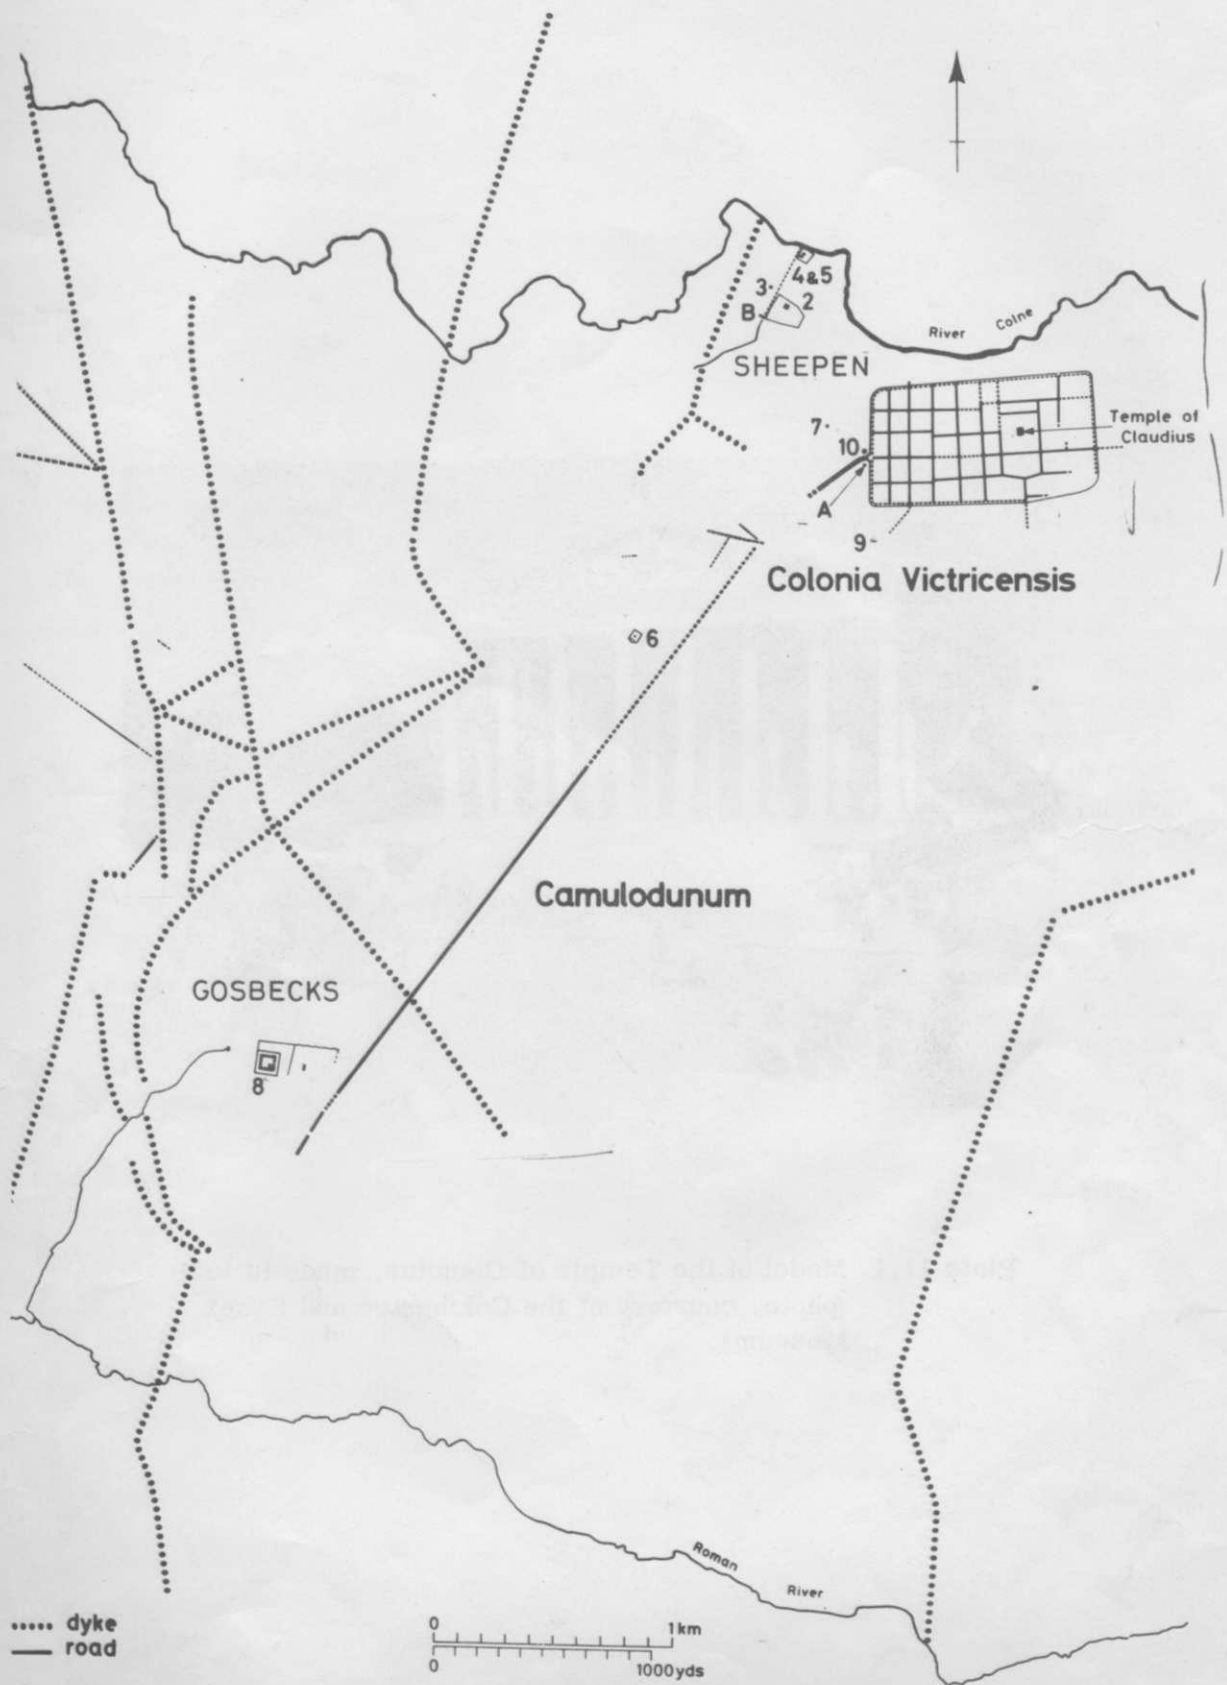 4&5
3
2
B
River Colne
SHEEPEN
7
Temple of
Claudius
10
A
9
Colonia Victricensis
6
Camulodunum
GOSBECKS
8
Roman River
dyke
road
0 1km
0 1000yds